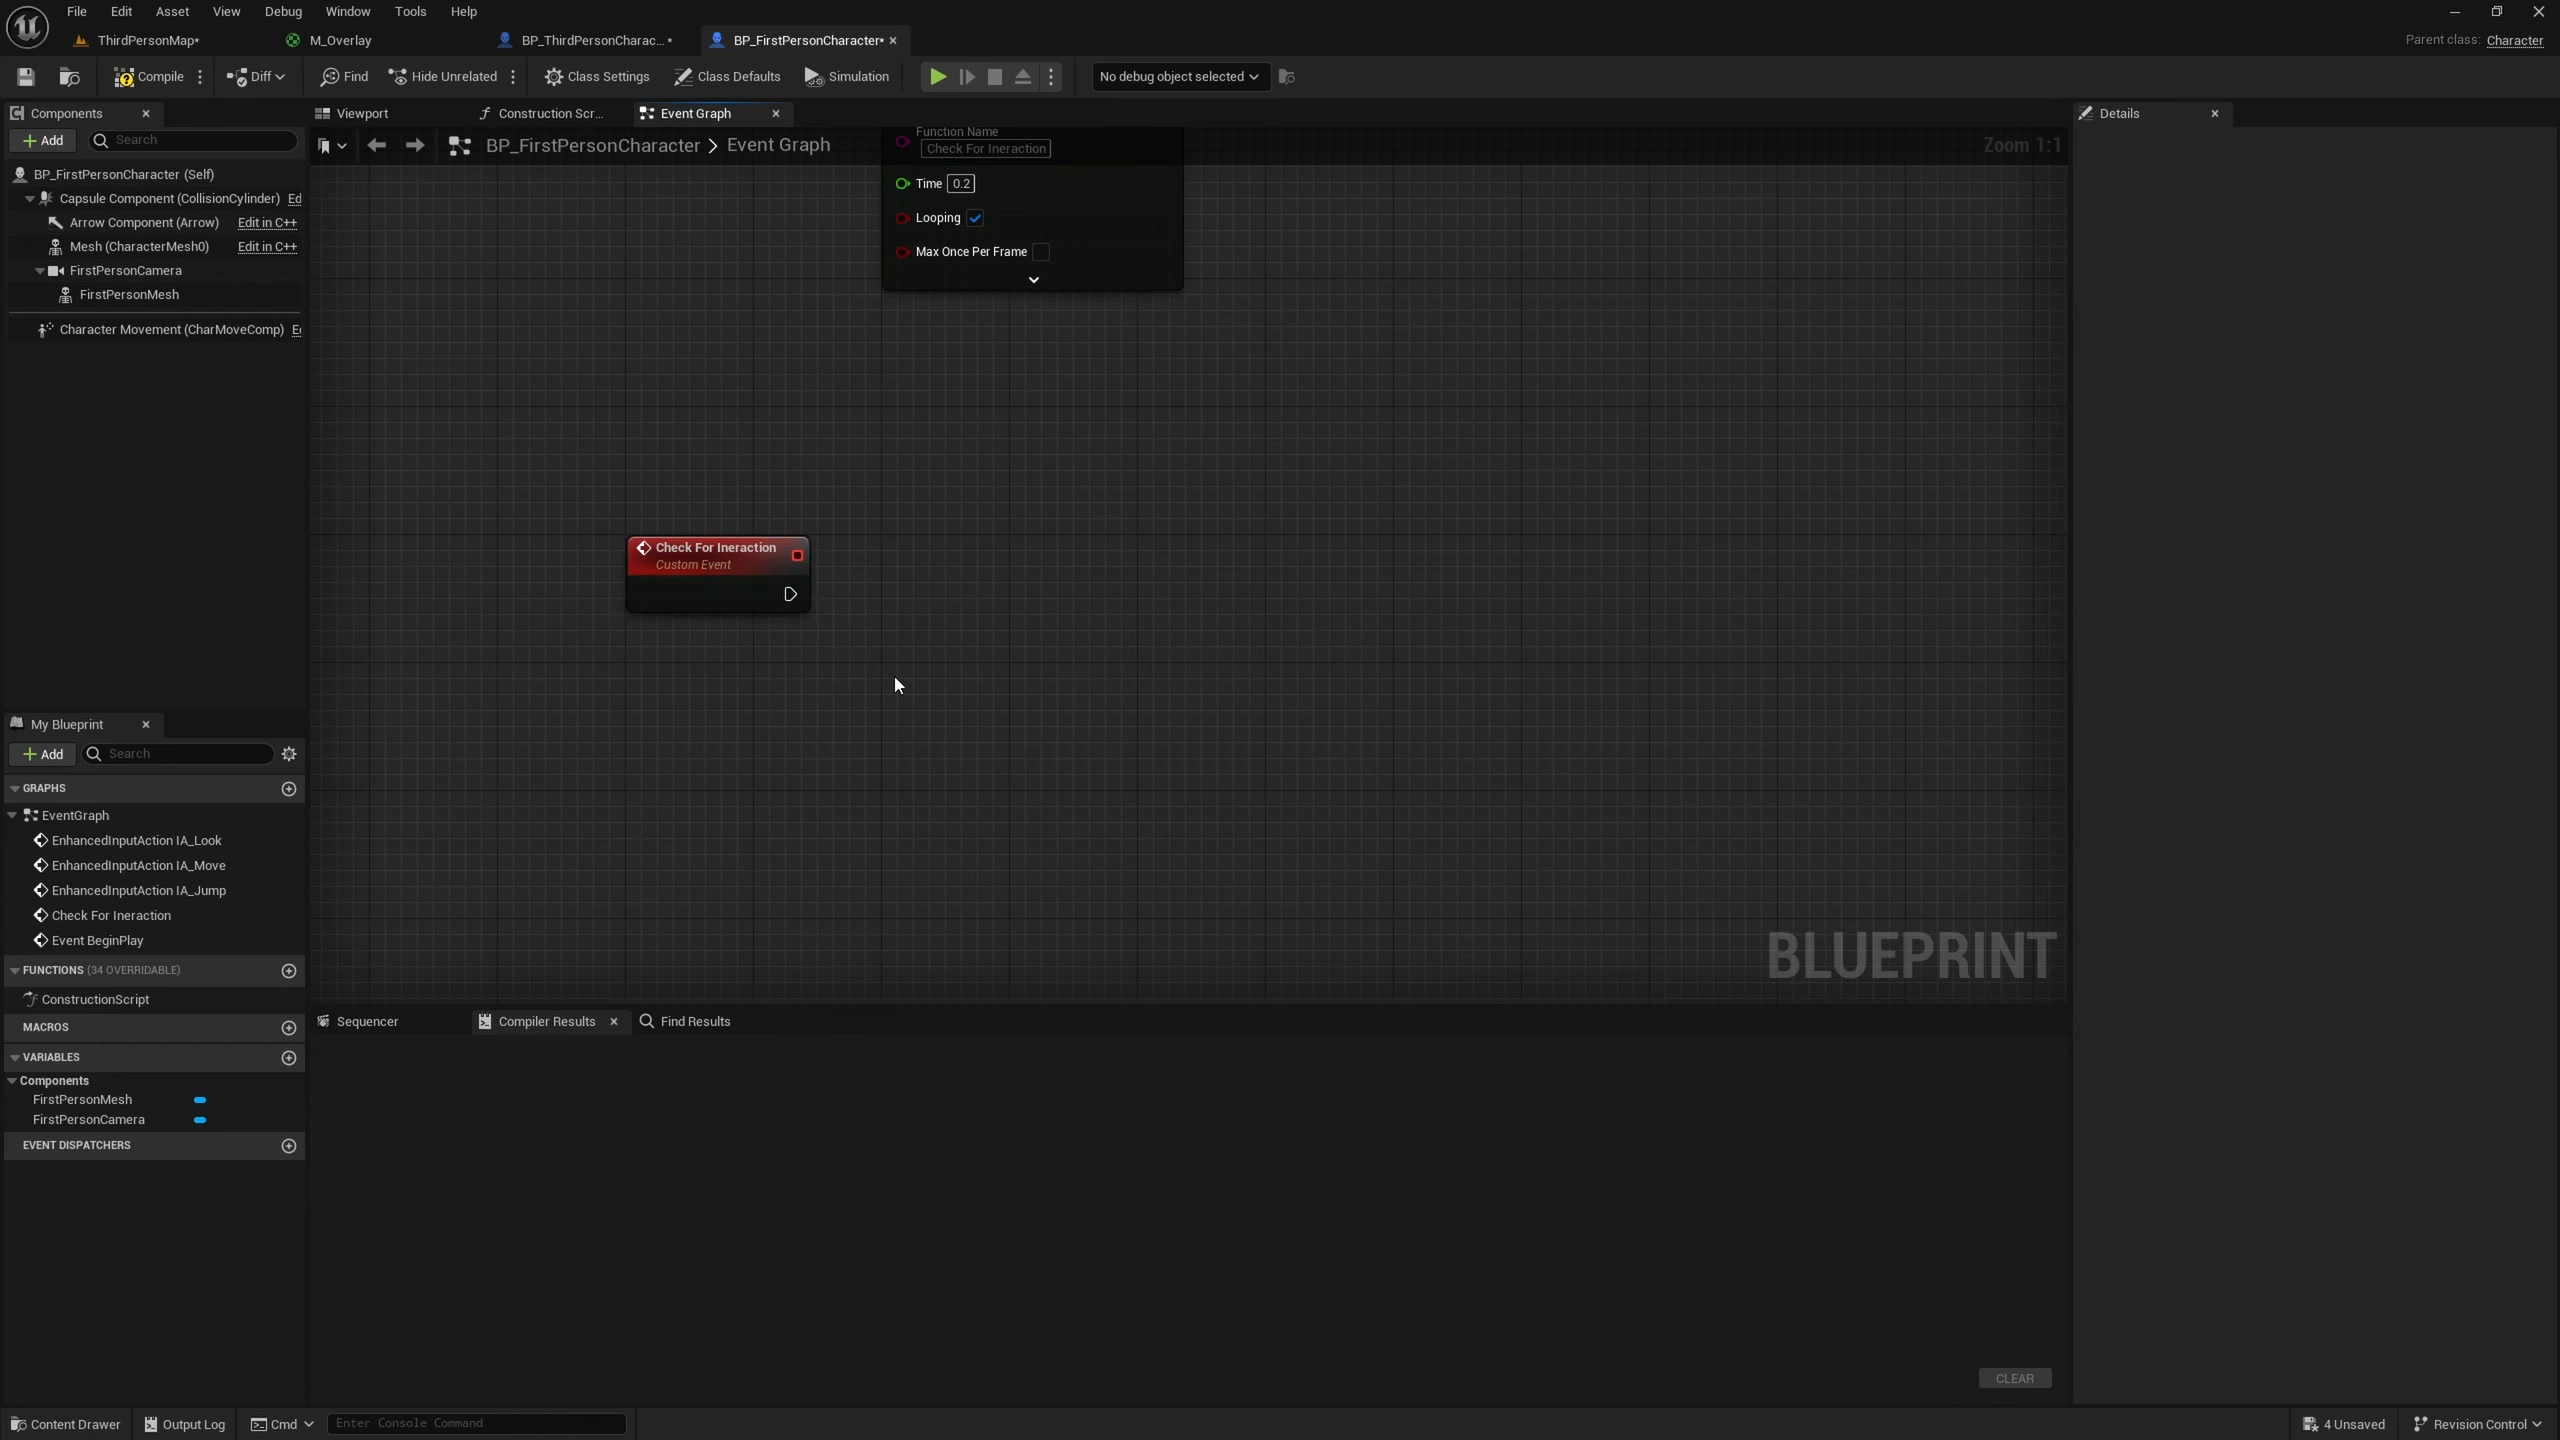 File Edit Asset View Debug Window Tools Help
ThirdPersonMap* M_Overlay BP_ThirdPersonCharac...* BP_FirstPersonCharacter* Parent class: Character
Compile Diff Find Hide Unrelated Class Settings Class Defaults Simulation No debug object selected
Components Viewport Construction Scr... Event Graph Details
Add Search BP_FirstPersonCharacter > Event Graph Zoom 1:1
Function Name
Check For Ineraction
Time 0.2
Looping
Max Once Per Frame
BP_FirstPersonCharacter (Self)
Capsule Component (CollisionCylinder) Ed
Arrow Component (Arrow) Edit in C++
Mesh (CharacterMesh0) Edit in C++
FirstPersonCamera
FirstPersonMesh
Character Movement (CharMoveComp)
Check For Ineraction
Custom Event
My Blueprint
Add Search
GRAPHS
EventGraph
EnhancedInputAction IA_Look
EnhancedInputAction IA_Move
EnhancedInputAction IA_Jump
Check For Ineraction
Event BeginPlay
FUNCTIONS (34 OVERRIDABLE)
ConstructionScript
MACROS
VARIABLES
Components
FirstPersonMesh
FirstPersonCamera
EVENT DISPATCHERS
BLUEPRINT
Sequencer Compiler Results Find Results
CLEAR
Content Drawer Output Log Cmd Enter Console Command 4 Unsaved Revision Control